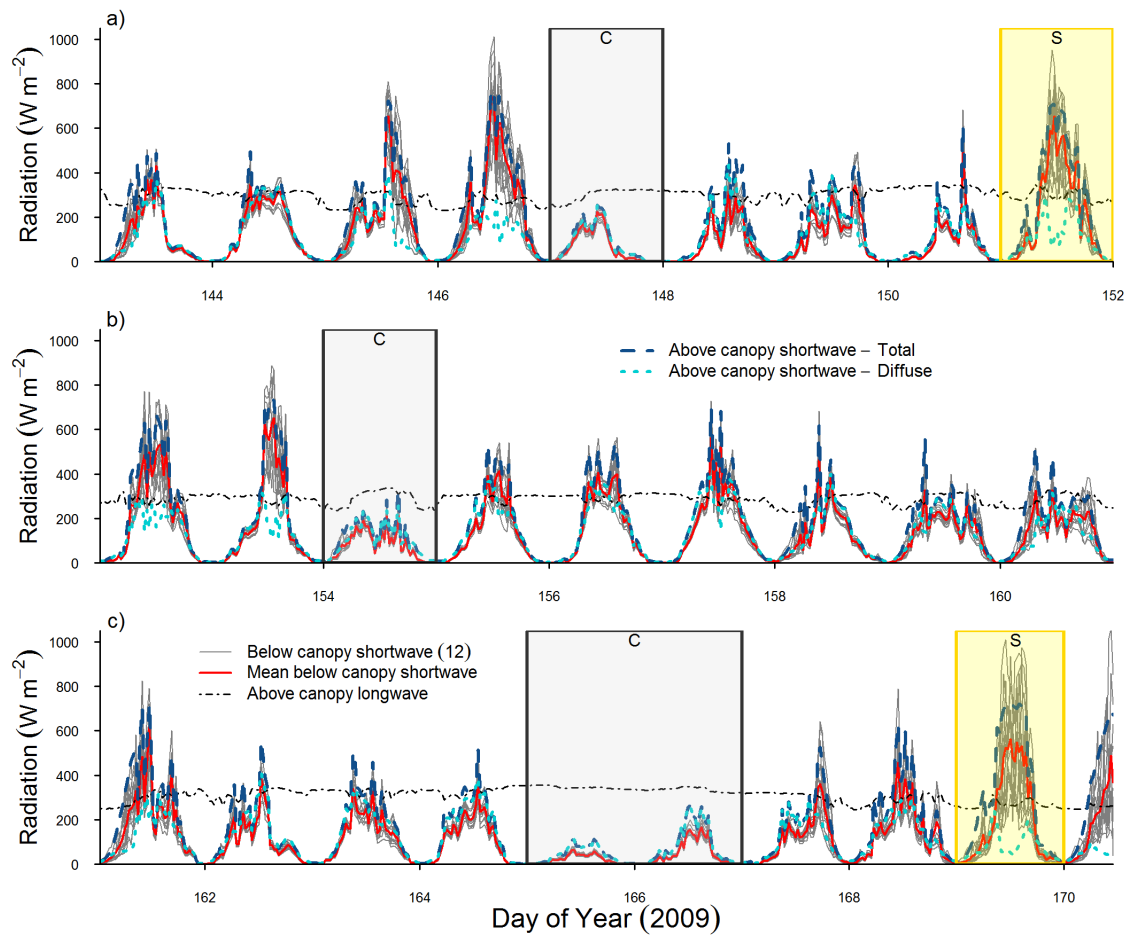 a)
C
S
Radiation (W m−2)
1000
800
600
400
200
0
144
146
148
150
152
b)
C
Above canopy shortwave − Total
Above canopy shortwave − Diffuse
Radiation (W m−2)
1000
800
600
400
200
0
154
156
158
160
c)
C
S
Below canopy shortwave (12)
Mean below canopy shortwave
Above canopy longwave
Radiation (W m−2)
1000
800
600
400
200
0
162
164
166
168
170
Day of Year (2009)